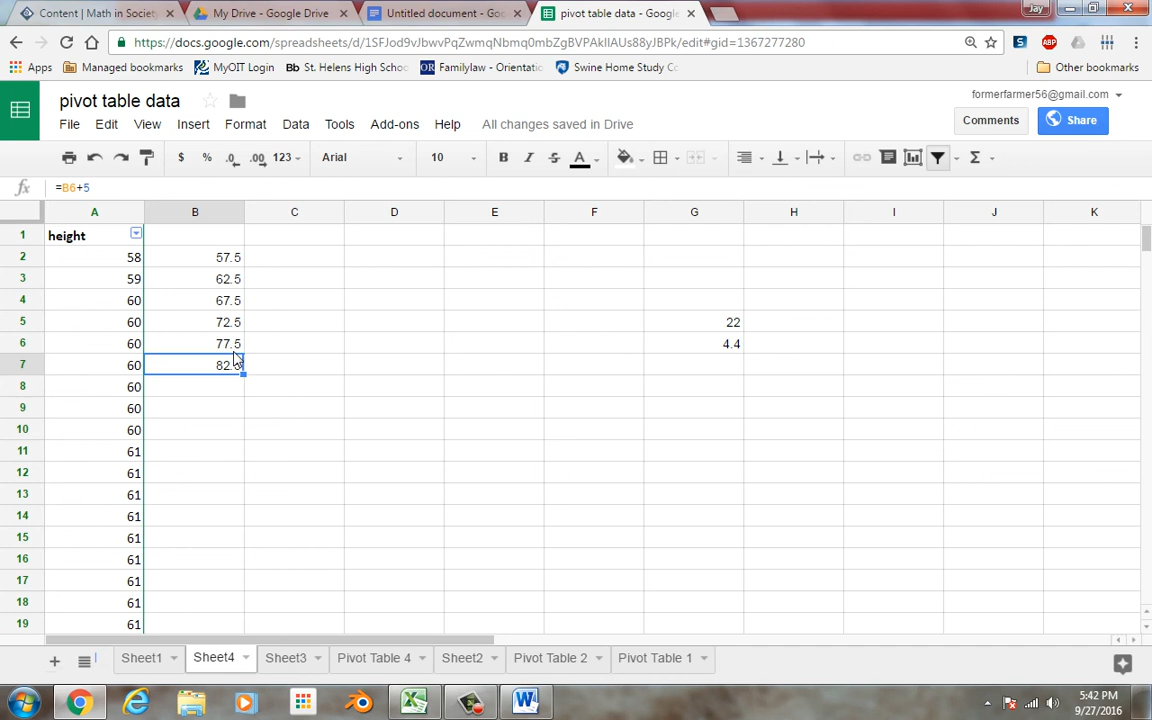 Content | Math in Society
My Drive - Google Drive
Untitled document - Goo
pivot table data - Google
Jay
https://docs.google.com/spreadsheets/d/1SFJod9vJbwvPqZwmqNbmq0mbZgBVPAkIlAUs88yJBPk/edit#gid=1367277280
ABP
Apps
Managed bookmarks
MyOIT Login
Bb St. Helens High Schoo
OR Familylaw - Orientatio
Swine Home Study Co
Other bookmarks
pivot table data
formerfarmer56@gmail.com
File Edit View Insert Format Data Tools Add-ons Help All changes saved in Drive
Comments
Share
$ % .0 .00 123 Arial 10 B I S A Σ
fx =B6+5
A B C D E F G H I J K
1 height
2 58 57.5
3 59 62.5
4 60 67.5
5 60 72.5 22
6 60 77.5 4.4
7 60 82.
8 60
9 60
10 60
11 61
12 61
13 61
14 61
15 61
16 61
17 61
18 61
19 61
+ Sheet1 Sheet4 Sheet3 Pivot Table 4 Sheet2 Pivot Table 2 Pivot Table 1
5:42 PM
9/27/2016